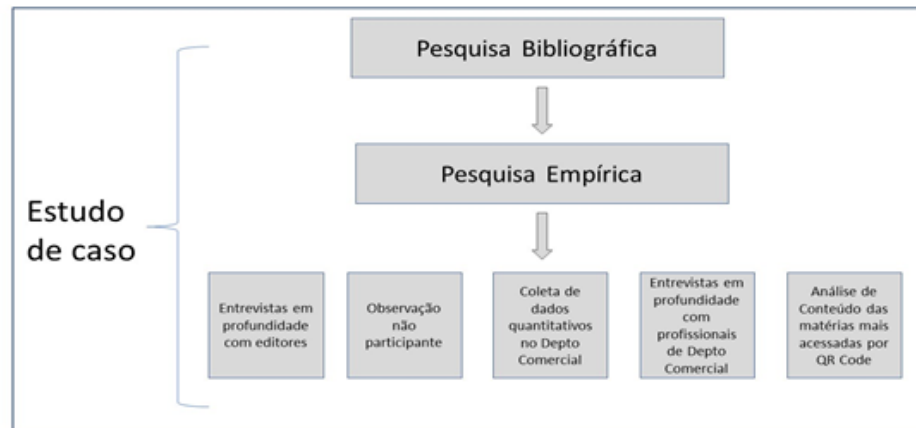 Pesquisa Bibliográfica
Pesquisa Empírica
Estudo
de caso
Entrevistas em
profundidade
com editores
Observação
não
participante
Coleta de
dados
quantitativos
no Depto
Comercial
Entrevistas em
profundidade
com
profissionais
de Depto
Comercial
Análise de
Conteúdo das
matérias mais
acessadas por
QR Code